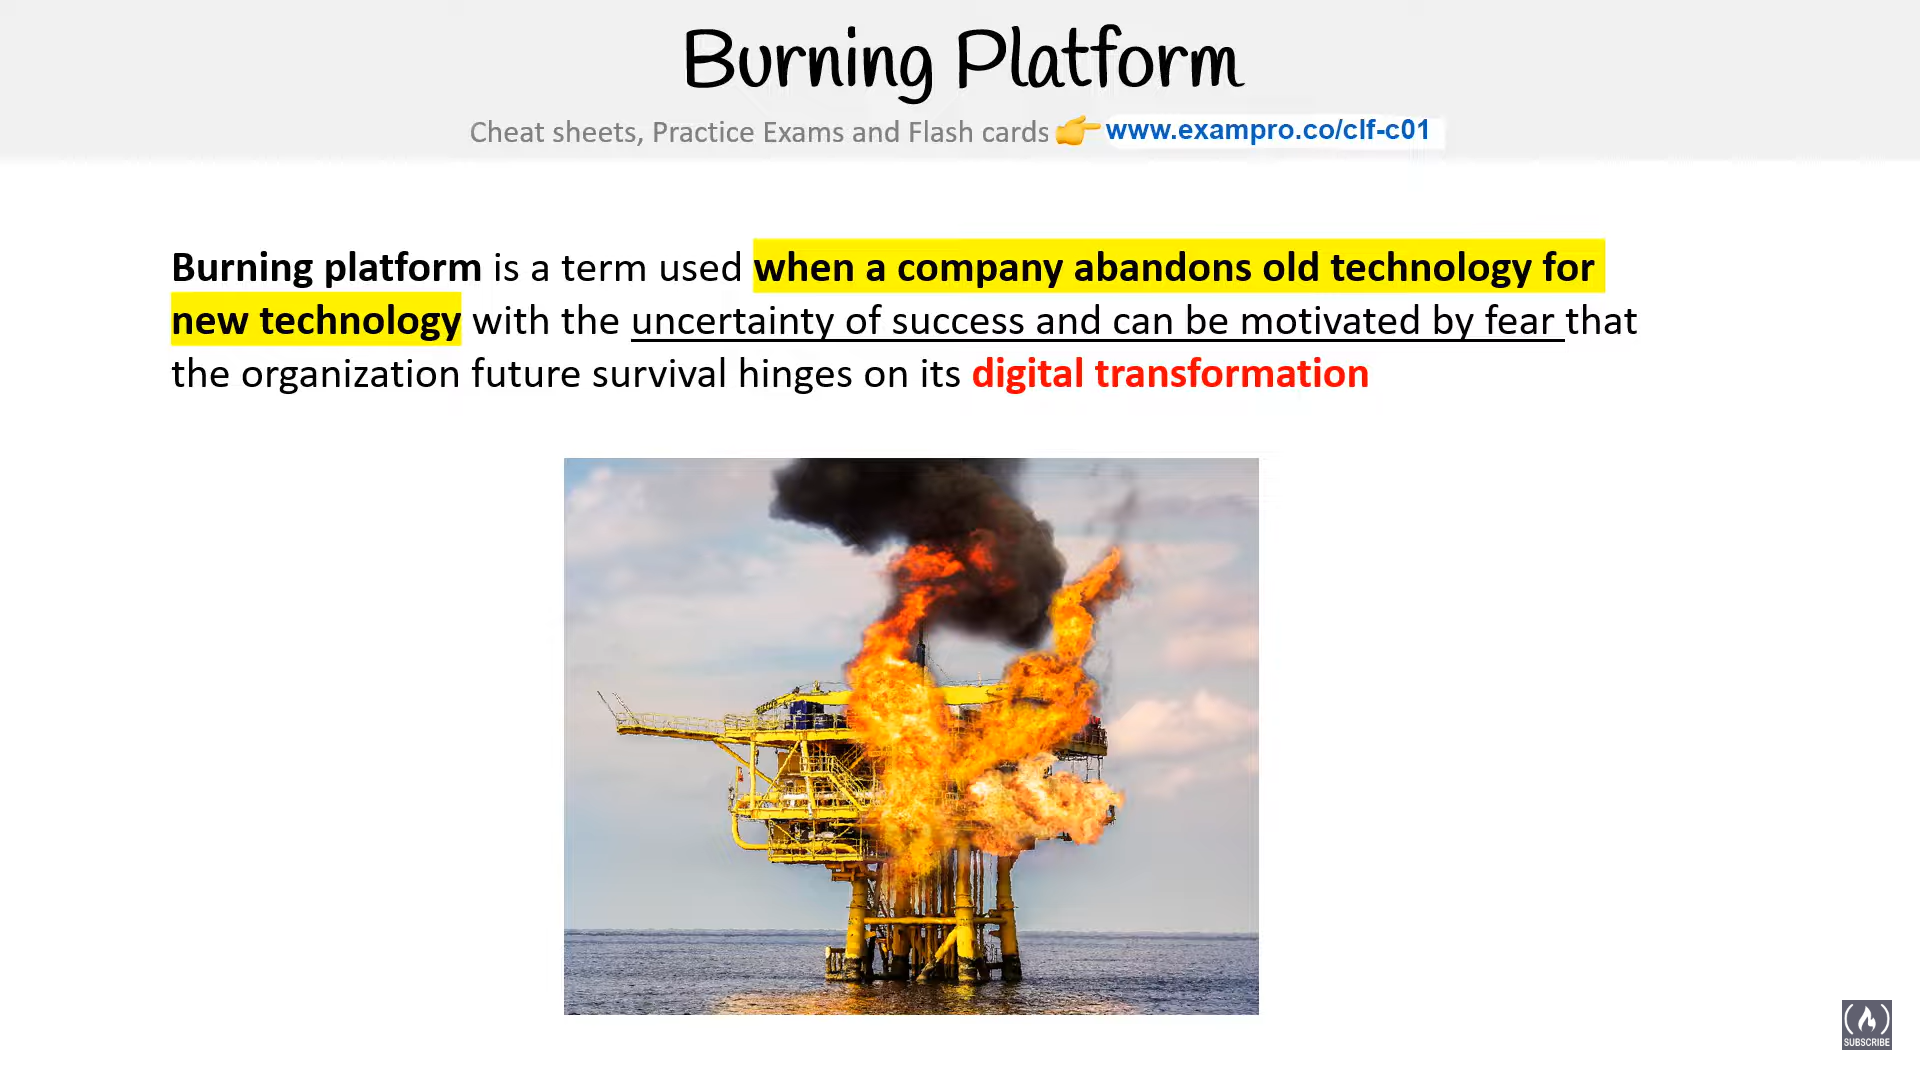 Burning Platform
Cheat sheets, Practice Exams and Flash cards 👉 www.exampro.co/clf-c01
Burning platform is a term used when a company abandons old technology for
new technology with the uncertainty of success and can be motivated by fear that
the organization future survival hinges on its digital transformation
SUBSCRIBE